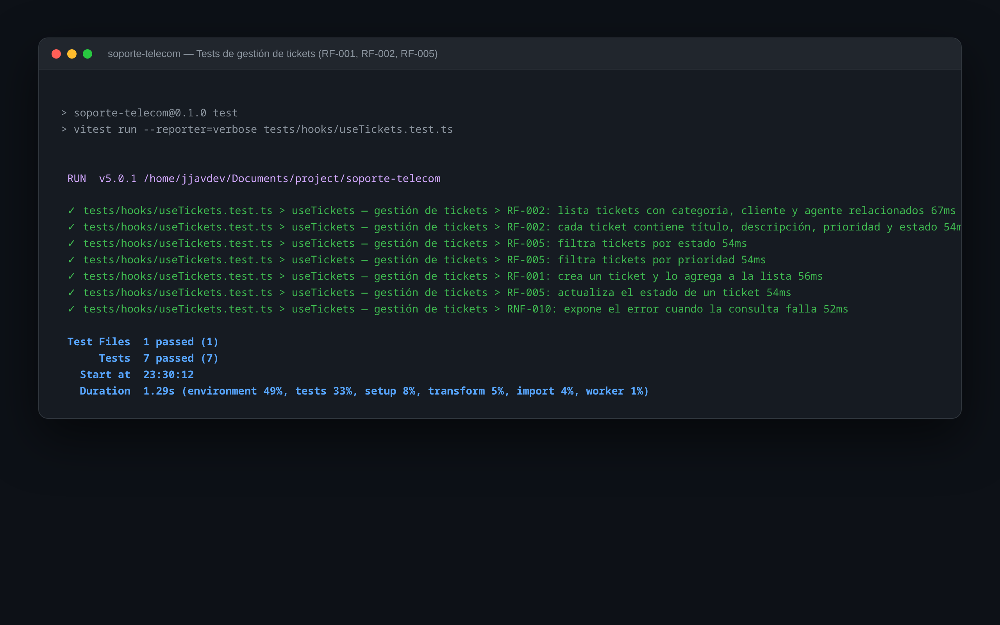 soporte-telecom — Tests de gestión de tickets (RF-001, RF-002, RF-005)
> soporte-telecom@0.1.0 test
> vitest run --reporter=verbose tests/hooks/useTickets.test.ts
RUN  v5.0.1 /home/jjavdev/Documents/project/soporte-telecom
✓ tests/hooks/useTickets.test.ts > useTickets — gestión de tickets > RF-002: lista tickets con categoría, cliente y agente relacionados 67ms
✓ tests/hooks/useTickets.test.ts > useTickets — gestión de tickets > RF-002: cada ticket contiene título, descripción, prioridad y estado 54m
✓ tests/hooks/useTickets.test.ts > useTickets — gestión de tickets > RF-005: filtra tickets por estado 54ms
✓ tests/hooks/useTickets.test.ts > useTickets — gestión de tickets > RF-005: filtra tickets por prioridad 54ms
✓ tests/hooks/useTickets.test.ts > useTickets — gestión de tickets > RF-001: crea un ticket y lo agrega a la lista 56ms
✓ tests/hooks/useTickets.test.ts > useTickets — gestión de tickets > RF-005: actualiza el estado de un ticket 54ms
✓ tests/hooks/useTickets.test.ts > useTickets — gestión de tickets > RNF-010: expone el error cuando la consulta falla 52ms
Test Files  1 passed (1)
Tests  7 passed (7)
Start at  23:30:12
Duration  1.29s (environment 49%, tests 33%, setup 8%, transform 5%, import 4%, worker 1%)